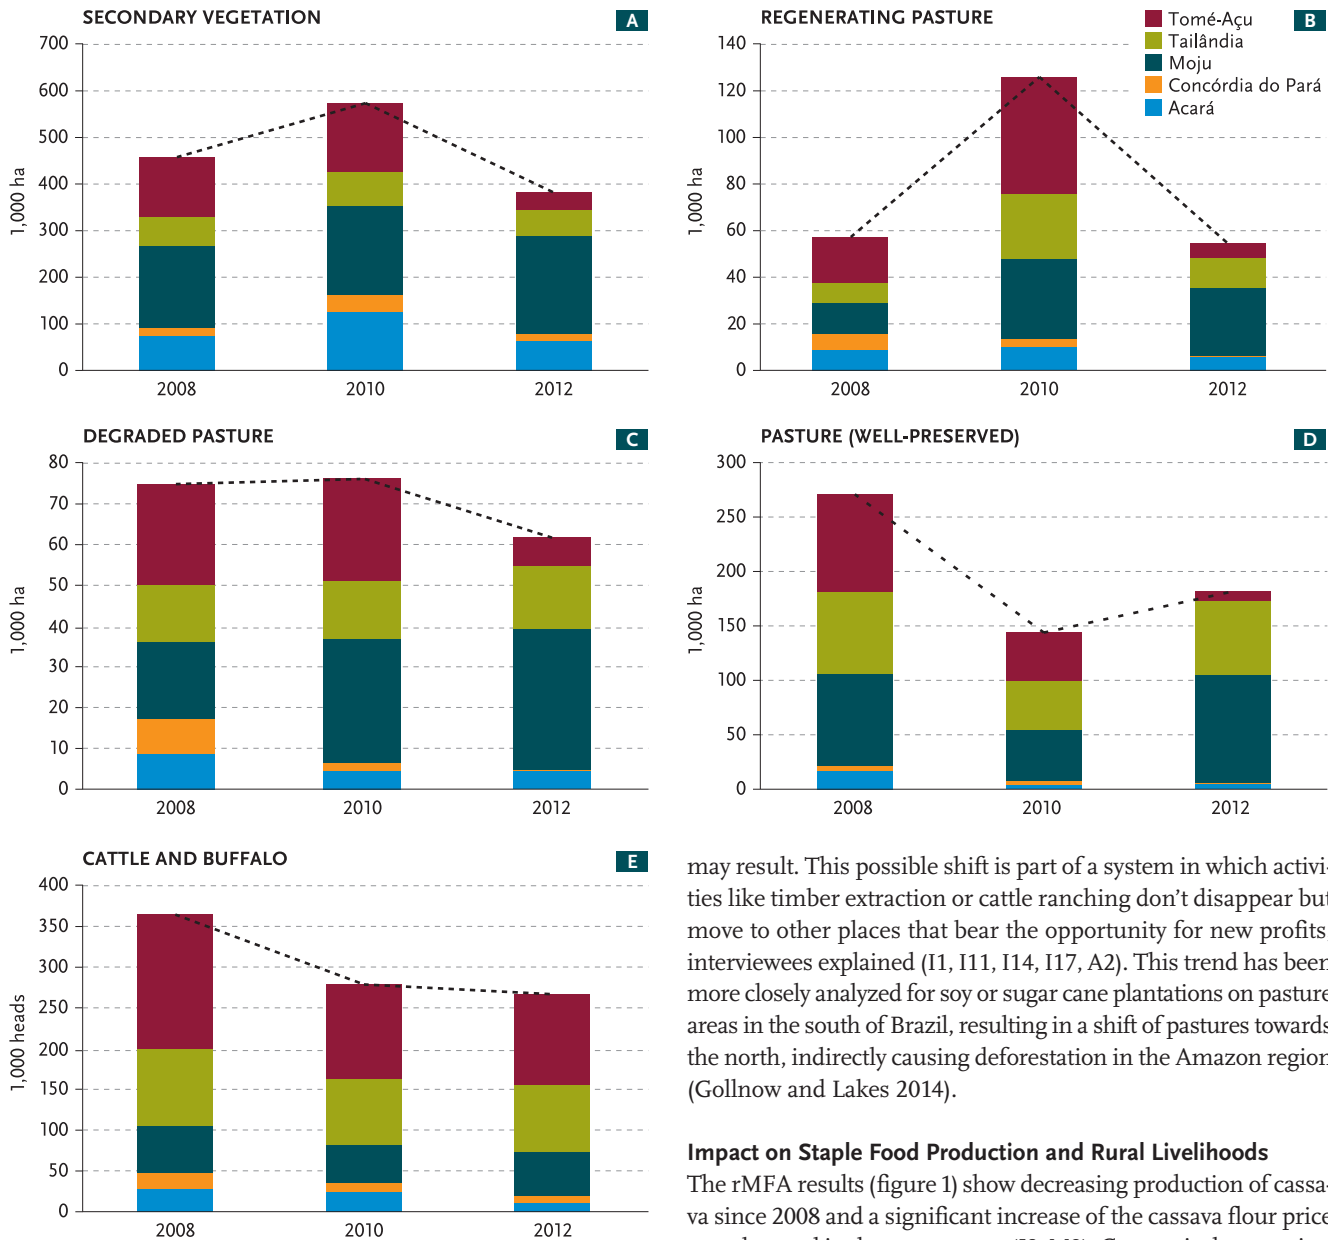 SECONDARY VEGETATION
A
700
600
500
400
300
200
100
0
1,000 ha
2008
2010
2012
REGENERATING PASTURE
B
Tomé-Açu
Tailândia
Moju
Concórdia do Pará
Acará
140
120
100
80
60
40
20
0
1,000 ha
2008
2010
2012
DEGRADED PASTURE
C
80
70
60
50
40
30
20
10
0
1,000 ha
2008
2010
2012
PASTURE (WELL-PRESERVED)
D
300
250
200
150
100
50
0
1,000 ha
2008
2010
2012
CATTLE AND BUFFALO
E
400
350
300
250
200
150
100
50
0
1,000 heads
2008
2010
2012
may result. This possible shift is part of a system in which activi-
ties like timber extraction or cattle ranching don't disappear but
move to other places that bear the opportunity for new profits
interviewees explained (I1, I11, I14, I17, A2). This trend has been
more closely analyzed for soy or sugar cane plantations on pasture
areas in the south of Brazil, resulting in a shift of pastures towards
the north, indirectly causing deforestation in the Amazon region
(Gollnow and Lakes 2014).
Impact on Staple Food Production and Rural Livelihoods
The rMFA results (figure 1) show decreasing production of cassa-
va since 2008 and a significant increase of the cassava flour price